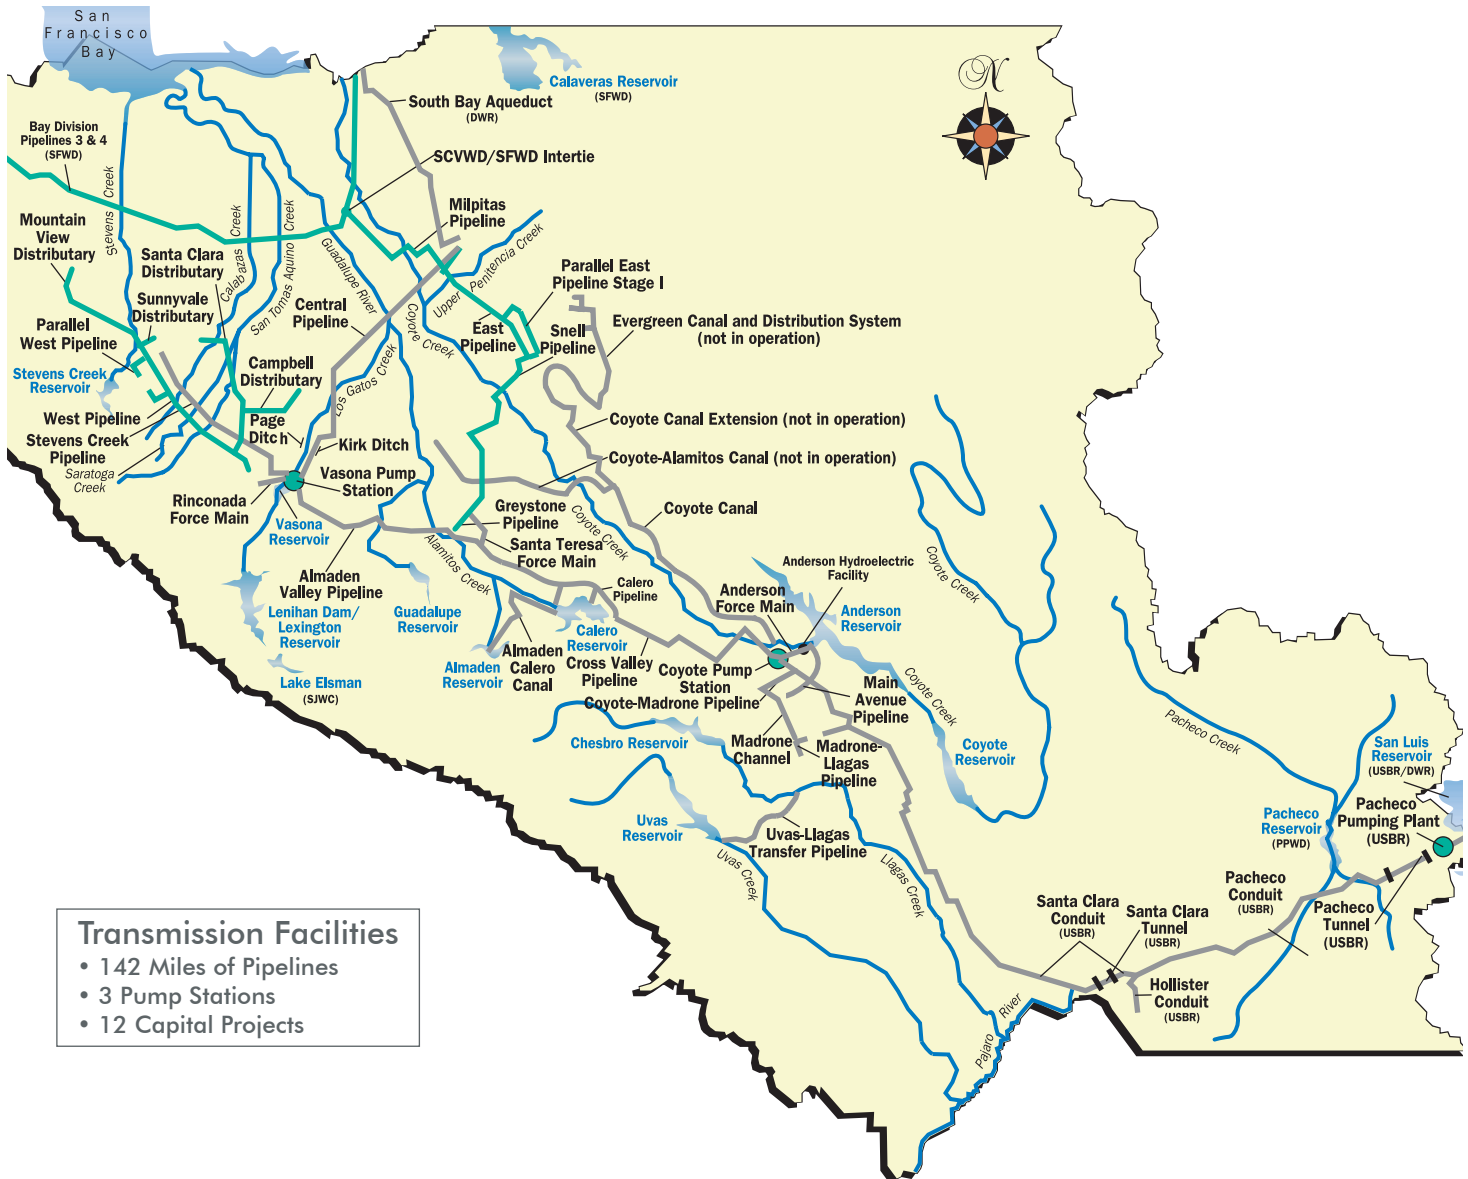 San
Francisco
Bay
N
Calaveras Reservoir
(SFWD)
South Bay Aqueduct
(DWR)
Bay Division
Pipelines 3 & 4
(SFWD)
SCVWD/SFWD Intertie
Stevens Creek
Mountain
View
Distributary
Santa Clara
Distributary
Calabazas Creek
San Tomas Aquino Creek
Guadalupe River
Milpitas
Pipeline
Upper Penitencia Creek
Parallel East
Pipeline Stage I
Sunnyvale
Distributary
Central
Pipeline
Coyote Creek
East
Pipeline
Snell
Pipeline
Evergreen Canal and Distribution System
(not in operation)
Parallel
West Pipeline
Stevens Creek
Reservoir
Campbell
Distributary
Los Gatos Creek
West Pipeline
Page
Ditch
Kirk Ditch
Coyote Canal Extension (not in operation)
Stevens Creek
Pipeline
Saratoga
Creek
Coyote-Alamitos Canal (not in operation)
Vasona Pump
Station
Rinconada
Force Main
Vasona
Reservoir
Greystone
Pipeline
Coyote Canal
Coyote Creek
Santa Teresa
Force Main
Alamitos Creek
Almaden
Valley Pipeline
Calero
Pipeline
Anderson Hydroelectric
Facility
Anderson
Force Main
Anderson
Reservoir
Coyote Creek
Lenihan Dam/
Lexington
Reservoir
Guadalupe
Reservoir
Calero
Reservoir
Almaden
Reservoir
Almaden
Calero
Canal
Cross Valley
Pipeline
Coyote Pump
Station
Lake Elsman
(SJWC)
Coyote-Madrone Pipeline
Main
Avenue
Pipeline
Coyote Creek
Pacheco Creek
Chesbro Reservoir
Madrone
Channel
Madrone-
Llagas
Pipeline
Coyote
Reservoir
San Luis
Reservoir
(USBR/DWR)
Uvas
Reservoir
Uvas-Llagas
Transfer Pipeline
Pacheco
Reservoir
(PPWD)
Pacheco
Pumping Plant
(USBR)
Uvas Creek
Llagas Creek
Pacheco
Conduit
(USBR)
Pacheco
Tunnel
(USBR)
Santa Clara
Conduit
(USBR)
Santa Clara
Tunnel
(USBR)
Hollister
Conduit
(USBR)
Pajaro River
Transmission Facilities
• 142 Miles of Pipelines
• 3 Pump Stations
• 12 Capital Projects